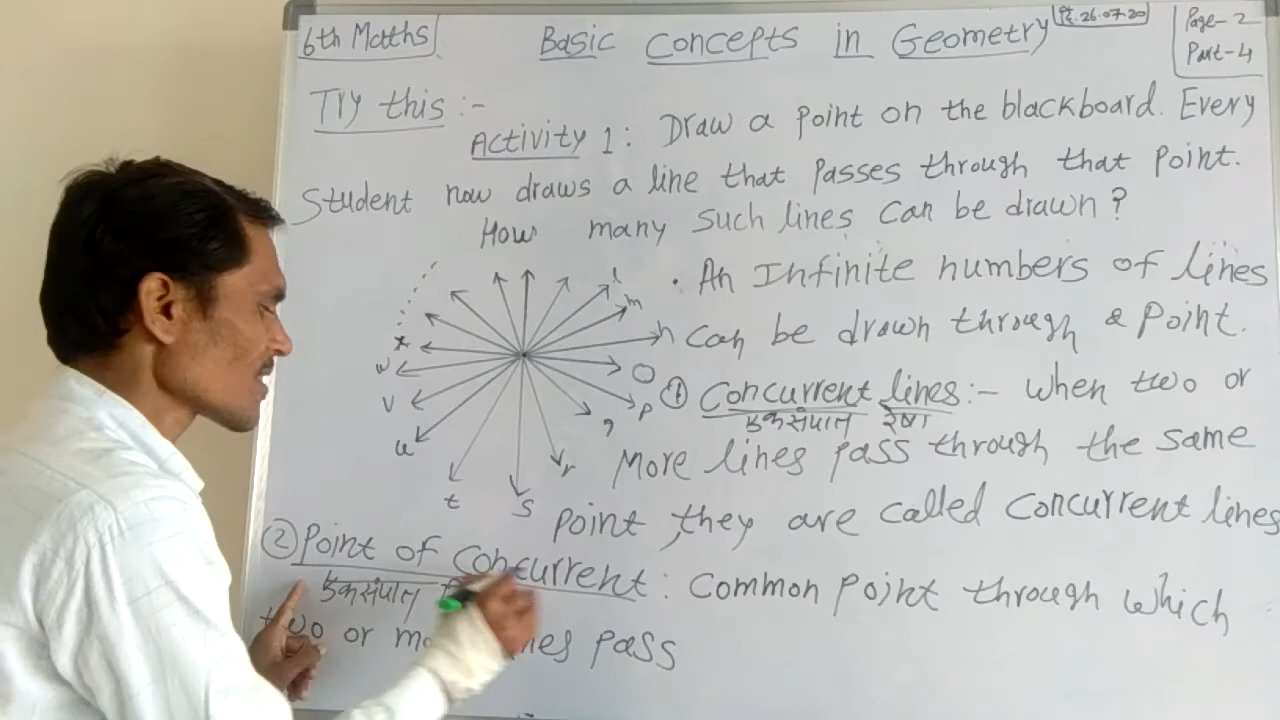 6th Maths
Basic Concepts in Geometry
दि. 26.07.20
Page-2
Part-4
Try this :-
Activity 1: Draw a point on the blackboard. Every
Student now draws a line that passes through that point.
How many such lines can be drawn ?
. An Infinite numbers of lines
can be drawn through a point.
① Concurrent lines :- When two or
एकसंपात रेषा
More lines pass through the same
point, they are called concurrent lines
② Point of concurrent : Common point through which
एकसंपात
two or pass
l
m
n
o
p
q
r
s
t
u
v
w
x